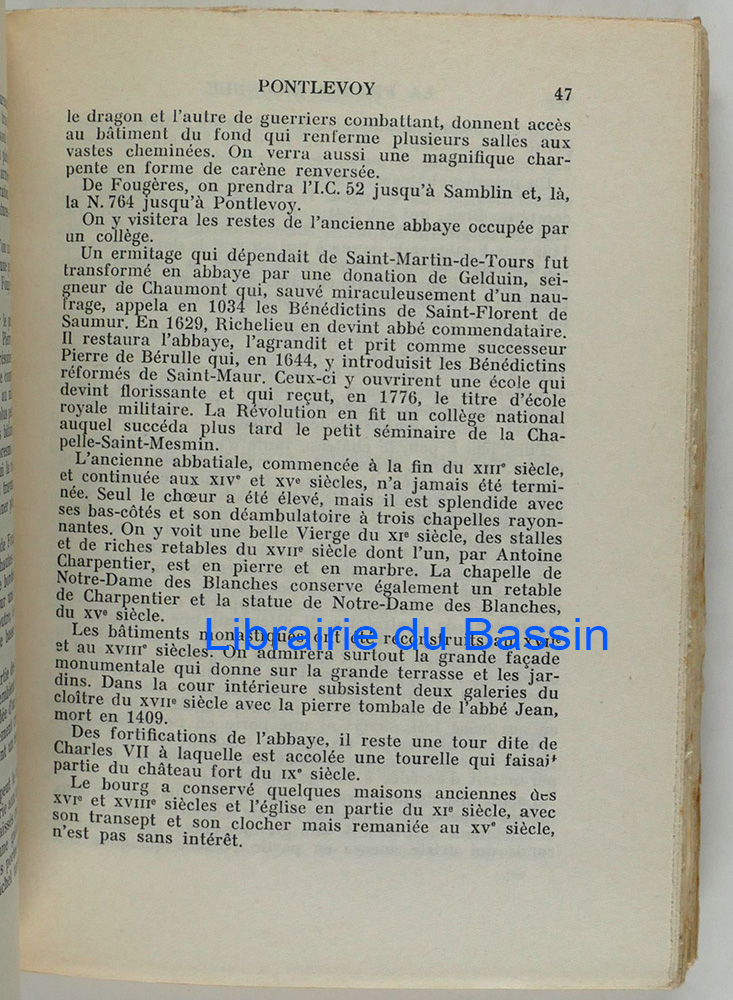 PONTLEVOY 47
le dragon et l'autre de guerriers combattant, donnent accès
au bâtiment du fond qui renferme plusieurs salles aux
vastes cheminées. On verra aussi une magnifique char-
pente en forme de carène renversée.
De Fougères, on prendra l'I.C. 52 jusqu'à Samblin et, là,
la N. 764 jusqu'à Pontlevoy.
On y visitera les restes de l'ancienne abbaye occupée par
un collège.
Un ermitage qui dépendait de Saint-Martin-de-Tours fut
transformé en abbaye par une donation de Gelduin, sei-
gneur de Chaumont qui, sauvé miraculeusement d'un nau-
frage, appela en 1034 les Bénédictins de Saint-Florent de
Saumur. En 1629, Richelieu en devint abbé commendataire.
Il restaura l'abbaye, l'agrandit et prit comme successeur
Pierre de Bérulle qui, en 1644, y introduisit les Bénédictins
réformés de Saint-Maur. Ceux-ci y ouvrirent une école qui
devint florissante et qui reçut, en 1776, le titre d'école
royale militaire. La Révolution en fit un collège national
auquel succéda plus tard le petit séminaire de la Cha-
pelle-Saint-Mesmin.
L'ancienne abbatiale, commencée à la fin du XIIIe siècle,
et continuée aux XIVe et XVe siècles, n'a jamais été termi-
née. Seul le chœur a été élevé, mais il est splendide avec
ses bas-côtés et son déambulatoire à trois chapelles rayon-
nantes. On y voit une belle Vierge du XIe siècle, des stalles
et de riches retables du XVIIe siècle dont l'un, par Antoine
Charpentier, est en pierre et en marbre. La chapelle de
Notre-Dame des Blanches conserve également un retable
de Charpentier et la statue de Notre-Dame des Blanches,
du XVe siècle.
Les bâtiments monastiques ont été reconstruits au XVIIe
et au XVIIIe siècles. On admirera surtout la grande façade
monumentale qui donne sur la grande terrasse et les jar-
dins. Dans la cour intérieure subsistent deux galeries du
cloître du XVIIe siècle avec la pierre tombale de l'abbé Jean,
mort en 1409.
Des fortifications de l'abbaye, il reste une tour dite de
Charles VII à laquelle est accolée une tourelle qui faisait
partie du château fort du IXe siècle.
Le bourg a conservé quelques maisons anciennes des
XVIe et XVIIIe siècles et l'église en partie du XIe siècle, avec
son transept et son clocher mais remaniée au XVe siècle,
n'est pas sans intérêt.
Librairie du Bassin